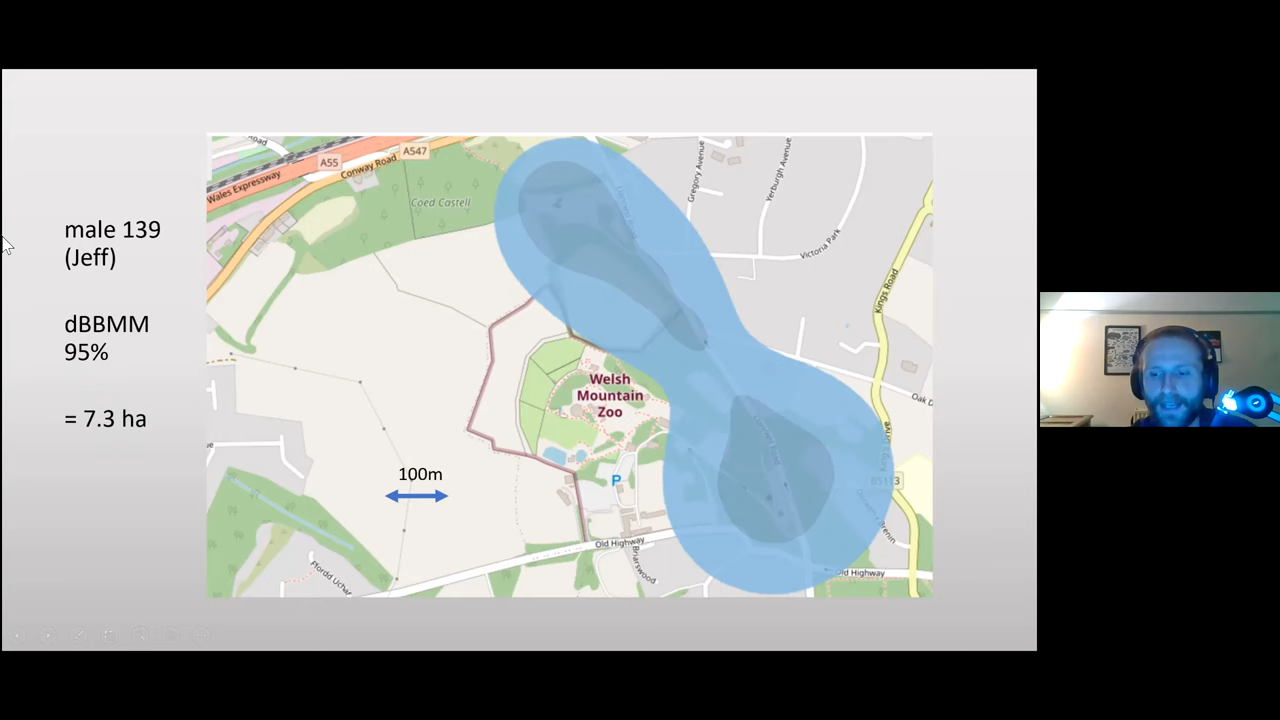 male 139
(Jeff)
dBBMM
95%
= 7.3 ha
Road
A55
A547
Conway Road
Wales Expressway
Coed Castell
Gregory Avenue
Yerburgh Avenue
Victoria Park
Kings Road
Welsh
Mountain
Zoo
Oak D
100m
P
B5113
Old Highway
Briarswood
Old Highway
Ffordd Uchaf